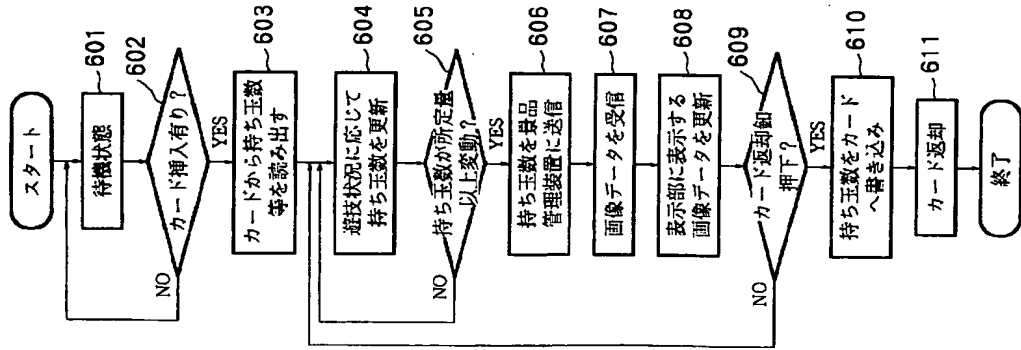 スタート
601
待機状態
602
カード挿入有り?
NO
YES
603
カードから持ち玉数
等を読み出す
604
遊技状況に応じて
持ち玉数を更新
605
持ち玉数が所定量
以上変動?
NO
YES
606
持ち玉数を景品
管理装置に送信
607
画像データを受信
608
表示部に表示する
画像データを更新
609
カード返却釦
押下?
NO
YES
610
持ち玉数をカード
へ書き込み
611
カード返却
終了